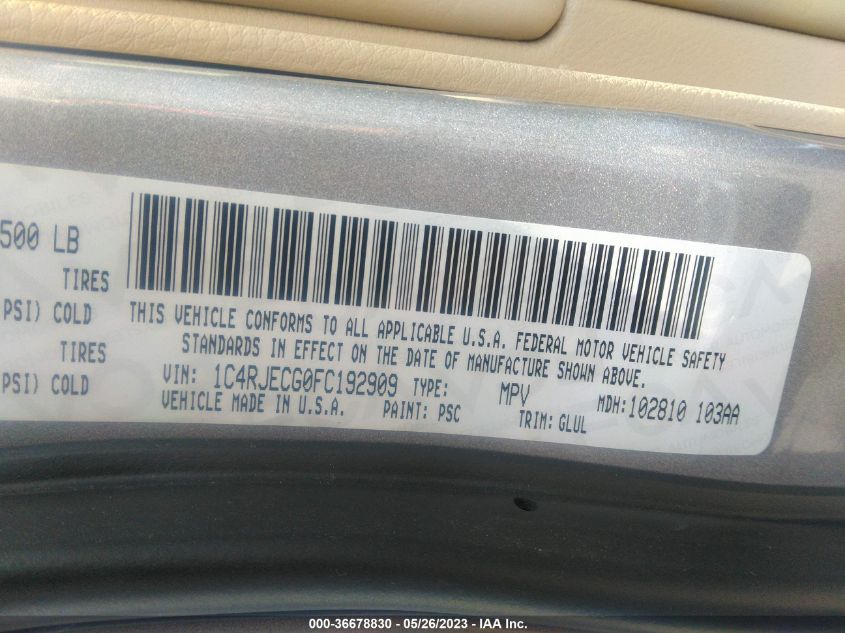 500 LB
TIRES
PSI) COLD
TIRES
PSI) COLD
THIS VEHICLE CONFORMS TO ALL APPLICABLE U.S.A. FEDERAL MOTOR VEHICLE SAFETY
STANDARDS IN EFFECT ON THE DATE OF MANUFACTURE SHOWN ABOVE.
VIN: 1C4RJECG0FC192909 TYPE: MPV MDH:102810 103AA
VEHICLE MADE IN U.S.A. PAINT: PSC TRIM: GLUL
000-36678830 - 05/26/2023 - IAA Inc.